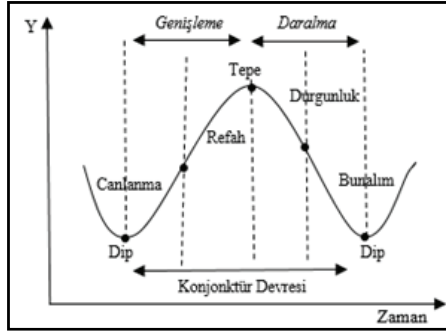 Y
Genişleme
Daralma
Tepe
Durgunluk
Refah
Canlanma
Bunalım
Dip
Dip
Konjonktür Devresi
Zaman